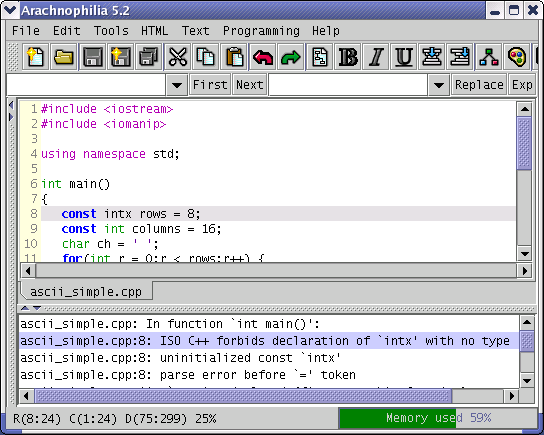 Arachnophilia 5.2
File Edit Tools HTML Text Programming Help
B I U
First Next Replace Exp
1 #include <iostream>
2 #include <iomanip>
3
4 using namespace std;
5
6 int main()
7 {
8 const intx rows = 8;
9 const int columns = 16;
10 char ch = ' ';
11 for(int r = 0;r < rows;r++) {
ascii_simple.cpp
ascii_simple.cpp: In function `int main()':
ascii_simple.cpp:8: ISO C++ forbids declaration of `intx' with no type
ascii_simple.cpp:8: uninitialized const `intx'
ascii_simple.cpp:8: parse error before `=' token
R(8:24) C(1:24) D(75:299) 25% Memory used 59%